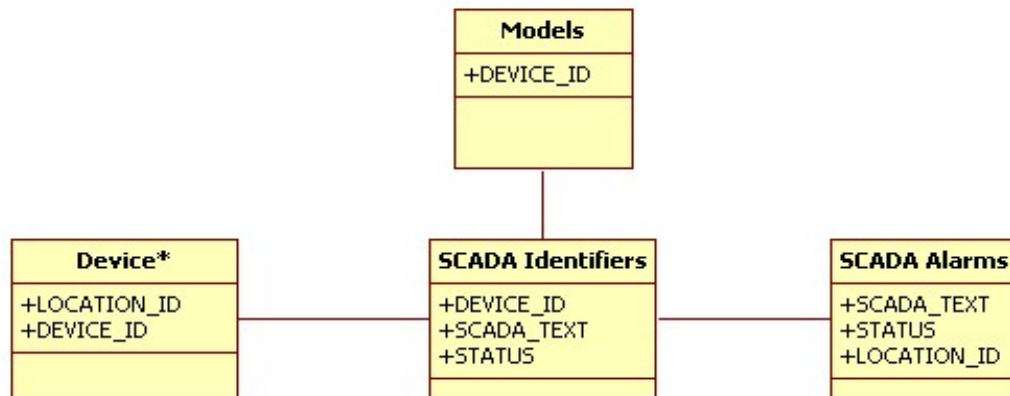 Models
+DEVICE_ID
Device*
+LOCATION_ID
+DEVICE_ID
SCADA Identifiers
+DEVICE_ID
+SCADA_TEXT
+STATUS
SCADA Alarms
+SCADA_TEXT
+STATUS
+LOCATION_ID